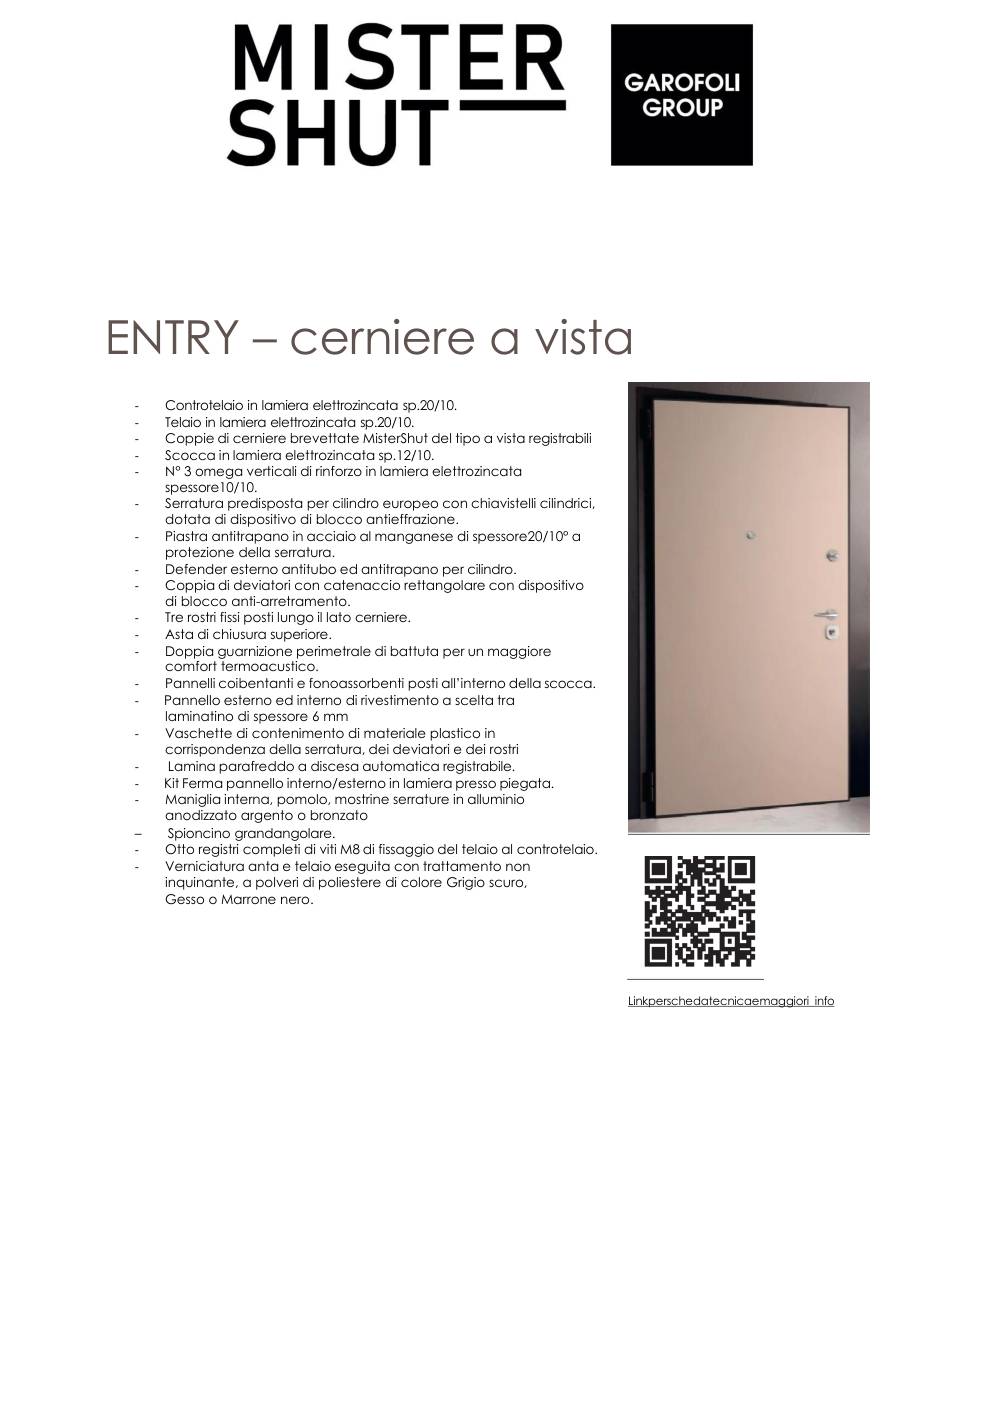 MISTER
SHUT
GAROFOLI
GROUP
ENTRY – cerniere a vista
- Controtelaio in lamiera elettrozincata sp.20/10.
- Telaio in lamiera elettrozincata sp.20/10.
- Coppie di cerniere brevettate MisterShut del tipo a vista registrabili
- Scocca in lamiera elettrozincata sp.12/10.
- N° 3 omega verticali di rinforzo in lamiera elettrozincata
spessore10/10.
- Serratura predisposta per cilindro europeo con chiavistelli cilindrici,
dotata di dispositivo di blocco antieffrazione.
- Piastra antitrapano in acciaio al manganese di spessore20/10° a
protezione della serratura.
- Defender esterno antitubo ed antitrapano per cilindro.
- Coppia di deviatori con catenaccio rettangolare con dispositivo
di blocco anti-arretramento.
- Tre rostri fissi posti lungo il lato cerniere.
- Asta di chiusura superiore.
- Doppia guarnizione perimetrale di battuta per un maggiore
comfort termoacustico.
- Pannelli coibentanti e fonoassorbenti posti all’interno della scocca.
- Pannello esterno ed interno di rivestimento a scelta tra
laminatino di spessore 6 mm
- Vaschette di contenimento di materiale plastico in
corrispondenza della serratura, dei deviatori e dei rostri
- Lamina parafreddo a discesa automatica registrabile.
- Kit Ferma pannello interno/esterno in lamiera presso piegata.
- Maniglia interna, pomolo, mostrine serrature in alluminio
anodizzato argento o bronzato
– Spioncino grandangolare.
- Otto registri completi di viti M8 di fissaggio del telaio al controtelaio.
- Verniciatura anta e telaio eseguita con trattamento non
inquinante, a polveri di poliestere di colore Grigio scuro,
Gesso o Marrone nero.
Linkperschedatecnicaemaggiori info